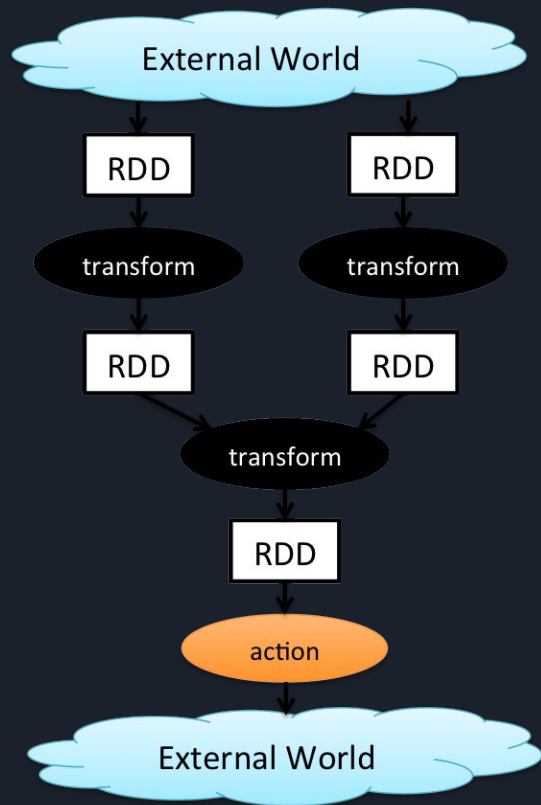 External World
RDD
RDD
transform
transform
RDD
RDD
transform
RDD
action
External World